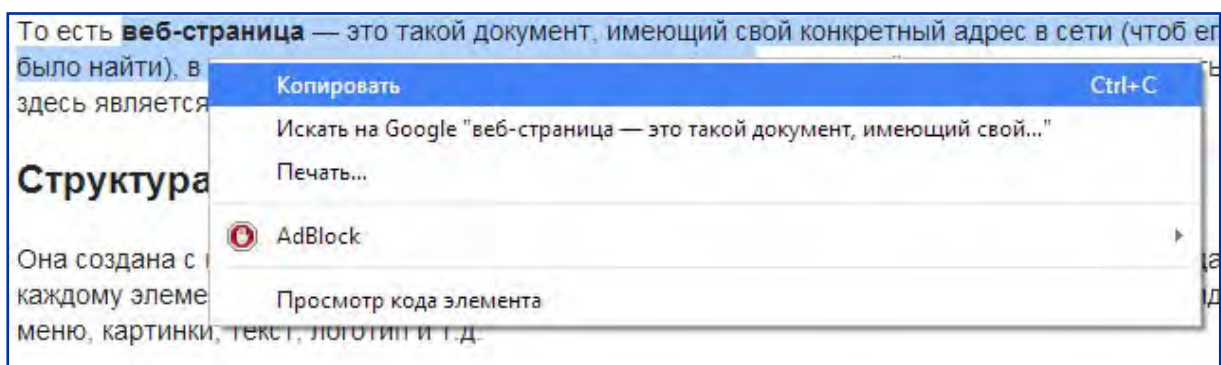 То есть веб-страница — это такой документ, имеющий свой конкретный адрес в сети (чтоб
было найти), в
Копировать Ctrl+C
здесь является
Искать на Google "веб-страница — это такой документ, имеющий свой..."
Печать...
Структура
AdBlock
Она создана с
каждому
Просмотр кода элемента
меню, картинки, текст, логотип и т.д.